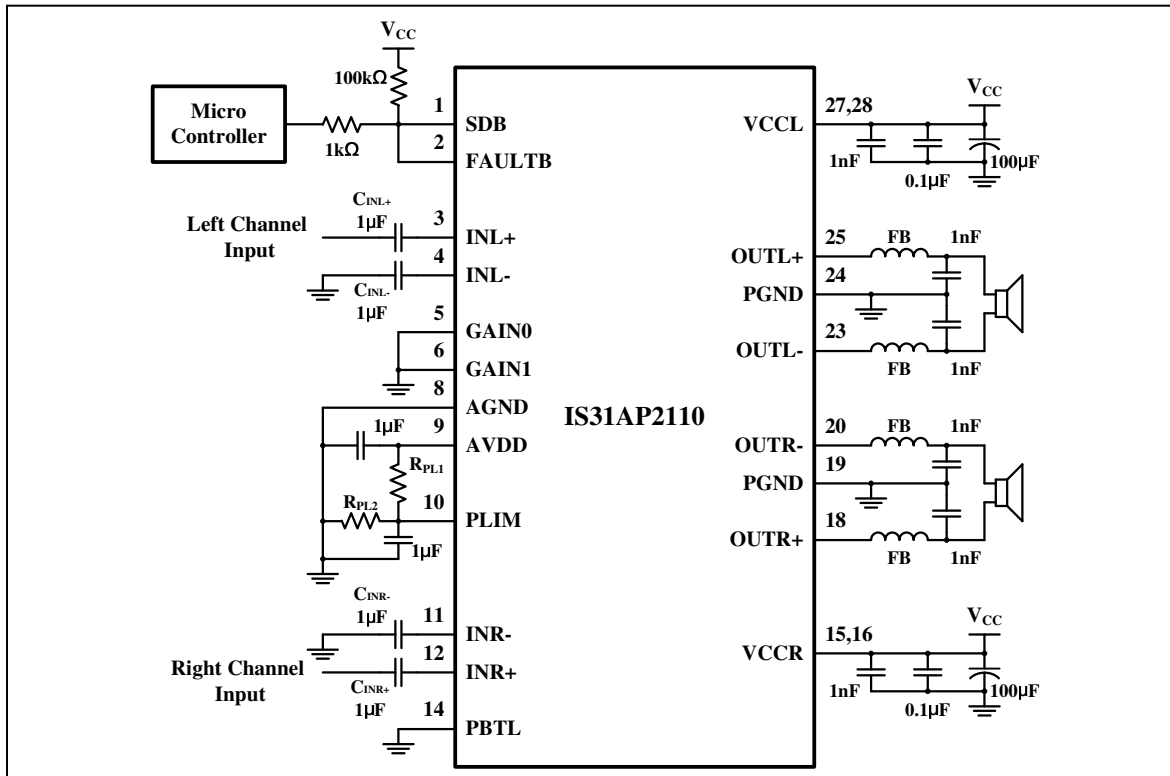 VCC
100kΩ
Micro
Controller
1kΩ
1
SDB
2
FAULTB
CINL+
1µF
Left Channel
Input
3
INL+
4
INL-
CINL-
1µF
5
GAIN0
6
GAIN1
8
AGND
1µF
9
AVDD
RPL1
RPL2
10
PLIM
1µF
CINR-
1µF
11
INR-
Right Channel
Input
12
INR+
CINR+
1µF
14
PBTL
IS31AP2110
VCC
27,28
VCCL
1nF
0.1µF
100µF
25
FB
1nF
OUTL+
24
PGND
23
OUTL-
FB
1nF
20
FB
1nF
OUTR-
19
PGND
18
OUTR+
FB
1nF
VCC
15,16
VCCR
1nF
0.1µF
100µF